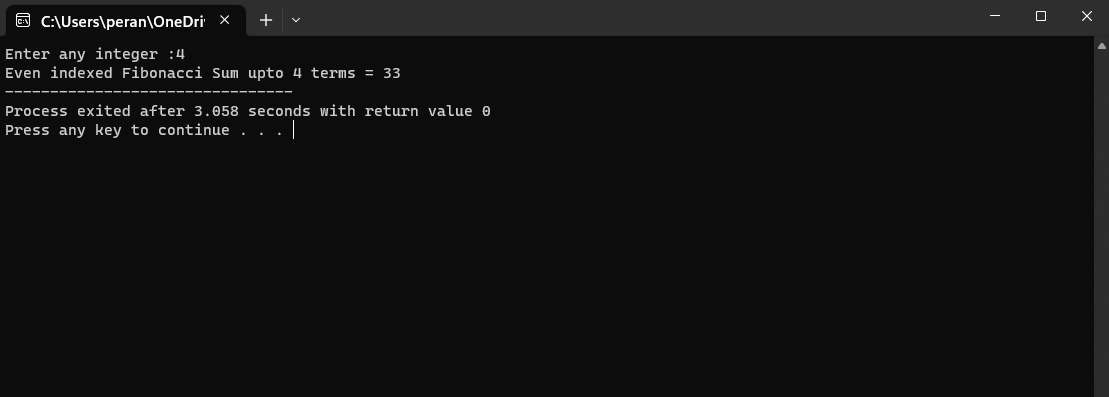 C:\Users\peran\OneDri
Enter any integer :4
Even indexed Fibonacci Sum upto 4 terms = 33
--------------------------------
Process exited after 3.058 seconds with return value 0
Press any key to continue . . .